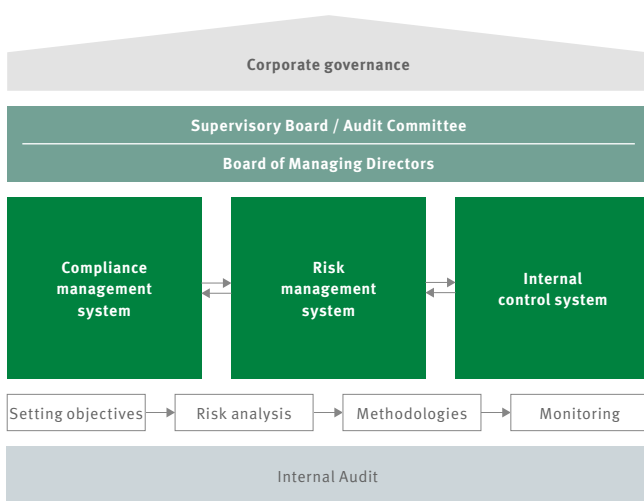 Corporate governance
Supervisory Board / Audit Committee
Board of Managing Directors
Compliance
management
system
Risk
management
system
Internal
control system
Setting objectives
Risk analysis
Methodologies
Monitoring
Internal Audit